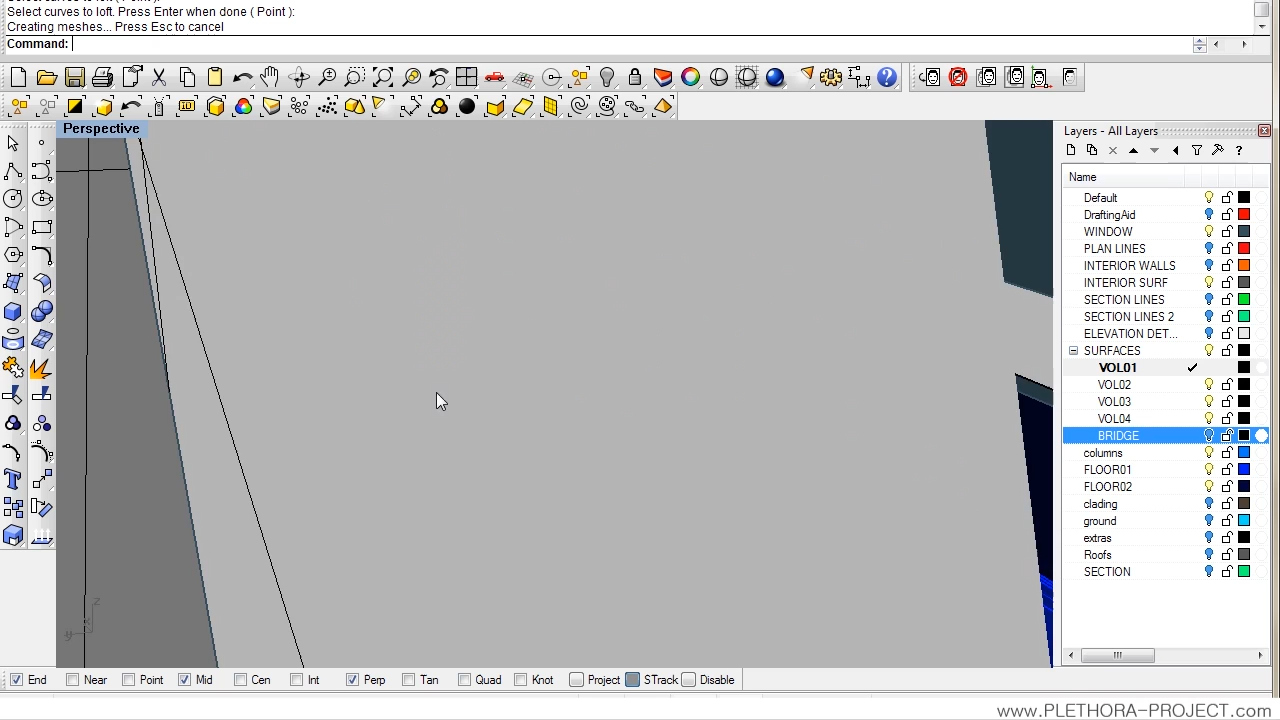 Select curves to loft. Press Enter when done ( Point ):
Creating meshes... Press Esc to cancel
Command:
Perspective
Layers - All Layers
Name
Default
DraftingAid
WINDOW
PLAN LINES
INTERIOR WALLS
INTERIOR SURF
SECTION LINES
SECTION LINES 2
ELEVATION DET...
SURFACES
VOL01
VOL02
VOL03
VOL04
BRIDGE
columns
FLOOR01
FLOOR02
clading
ground
extras
Roofs
SECTION
z
y
x
End Near Point Mid Cen Int Perp Tan Quad Knot Project STrack Disable
www.PLETHORA-PROJECT.com